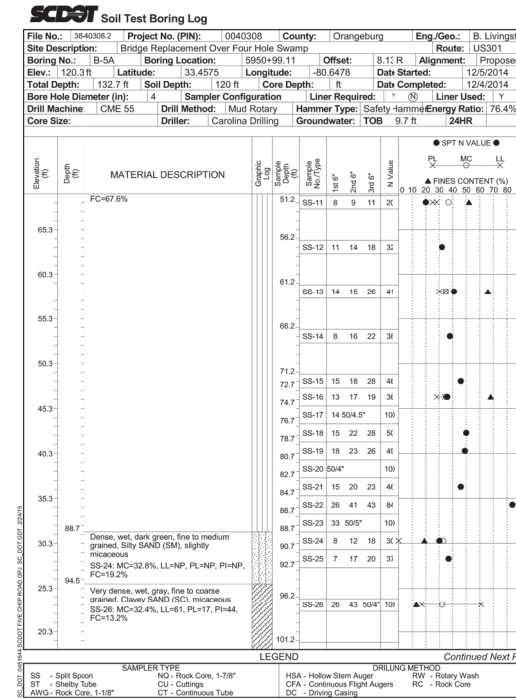 SCDOT Soil Test Boring Log
File No.: 38-40308.2 Project No. (PIN): 0040308 County: Orangeburg Eng./Geo.: B. Livings
Site Description: Bridge Replacement Over Four Hole Swamp Route: US301
Boring No.: B-5A Boring Location: 5950+99.11 Offset: 8.13 R Alignment: Propose
Elev.: 120.3 ft Latitude: 33.4575 Longitude: -80.6478 Date Started: 12/5/2014
Total Depth: 132.7 ft Soil Depth: 120 ft Core Depth: ft Date Completed: 12/4/2014
Bore Hole Diameter (in): 4 Sampler Configuration Liner Required: Y N Liner Used: Y
Drill Machine: CME 55 Drill Method: Mud Rotary Hammer Type: Safety Hammer Energy Ratio: 76.4%
Core Size: Driller: Carolina Drilling Groundwater: TOB 9.7 ft 24HR
● SPT N VALUE ●
PL MC LL
▲ FINES CONTENT (%)
0 10 20 30 40 50 60 70 80
Elevation (ft) Depth (ft) MATERIAL DESCRIPTION Graphic Log Sample Depth (ft) Sample No./Type 1st 6" 2nd 6" 3rd 6" N Value
FC=67.6% 51.2 SS-11 8 9 11
65.3
56.2 SS-12 11 14 18
60.3
61.2 SS-13 14 15 26 41
55.3
66.2 SS-14 8 16 22
50.3
71.2
72.7 SS-15 15 18 28
74.7 SS-16 13 17 19
45.3
76.7 SS-17 14 50/4.5"
78.7 SS-18 15 22 28
40.3 80.7 SS-19 18 23 26
82.7 SS-20 50/4"
84.7 SS-21 15 20 23
35.3 86.7 SS-22 26 41 43 84
88.7 88.7 SS-23 33 50/5"
Dense, wet, dark green, fine to medium
30.3 grained, Silty SAND (SM), slightly 90.7 SS-24 8 12 18
micaceous
SS-24: MC=32.8%, LL=NP, PL=NP, PI=NP, 92.7 SS-25 7 17 20 37
FC=19.2%
94.5
25.3 Very dense, wet, gray, fine to coarse
grained, Clayey SAND (SC), micaceous 96.2
SS-26: MC=32.4%, LL=61, PL=17, PI=44, SS-26 26 43 50/4"
FC=13.2%
20.3
101.2
LEGEND Continued Next
SAMPLER TYPE DRILLING METHOD
SS - Split Spoon NQ - Rock Core, 1-7/8" HSA - Hollow Stem Auger RW - Rotary Wash
ST - Shelby Tube CU - Cuttings CFA - Continuous Flight Augers RC - Rock Core
AWG - Rock Core, 1-1/8" CT - Continuous Tube DC - Driving Casing